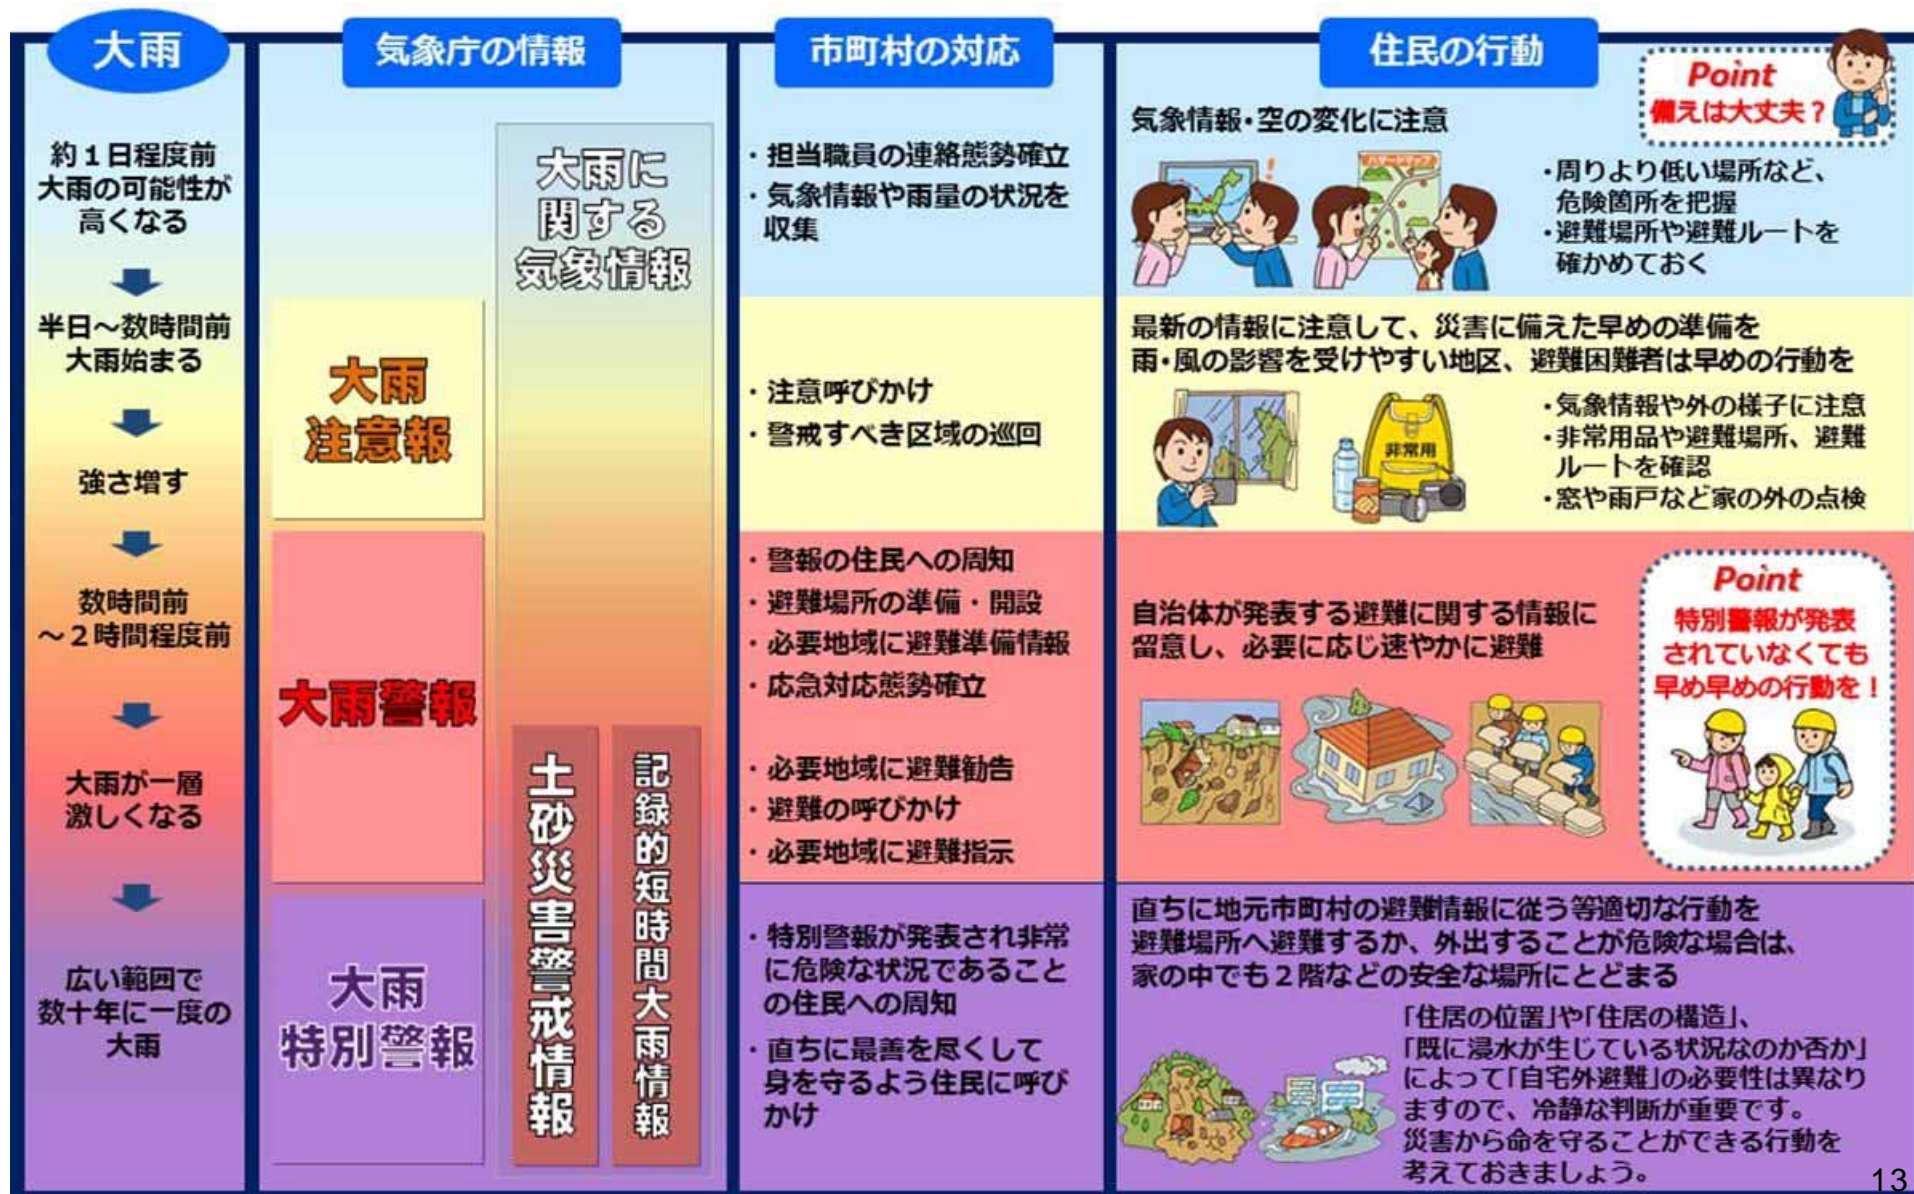 大雨
気象庁の情報
市町村の対応
住民の行動
Point
備えは大丈夫?
約1日程度前
大雨の可能性が
高くなる
半日~数時間前
大雨始まる
強さ増す
数時間前
~2時間程度前
大雨が一層
激しくなる
広い範囲で
数十年に一度の
大雨
大雨に
関する
気象情報
大雨
注意報
大雨警報
大雨
特別警報
土砂災害警戒情報
記録的短時間大雨情報
・担当職員の連絡態勢確立
・気象情報や雨量の状況を
収集
・注意呼びかけ
・警戒すべき区域の巡回
・警報の住民への周知
・避難場所の準備・開設
・必要地域に避難準備情報
・応急対応態勢確立
・必要地域に避難勧告
・避難の呼びかけ
・必要地域に避難指示
・特別警報が発表され非常
に危険な状況であること
の住民への周知
・直ちに最善を尽くして
身を守るよう住民に呼び
かけ
気象情報・空の変化に注意
ハザードマップ
・周りより低い場所など、
危険箇所を把握
・避難場所や避難ルートを
確かめておく
最新の情報に注意して、災害に備えた早めの準備を
雨・風の影響を受けやすい地区、避難困難者は早めの行動を
非常用
・気象情報や外の様子に注意
・非常用品や避難場所、避難
ルートを確認
・窓や雨戸など家の外の点検
自治体が発表する避難に関する情報に
留意し、必要に応じ速やかに避難
Point
特別警報が発表
されていなくても
早め早めの行動を!
直ちに地元市町村の避難情報に従う等適切な行動を
避難場所へ避難するか、外出することが危険な場合は、
家の中でも2階などの安全な場所にとどまる
「住居の位置」や「住居の構造」、
「既に浸水が生じている状況なのか否か」
によって「自宅外避難」の必要性は異なり
ますので、冷静な判断が重要です。
災害から命を守ることができる行動を
考えておきましょう。
13